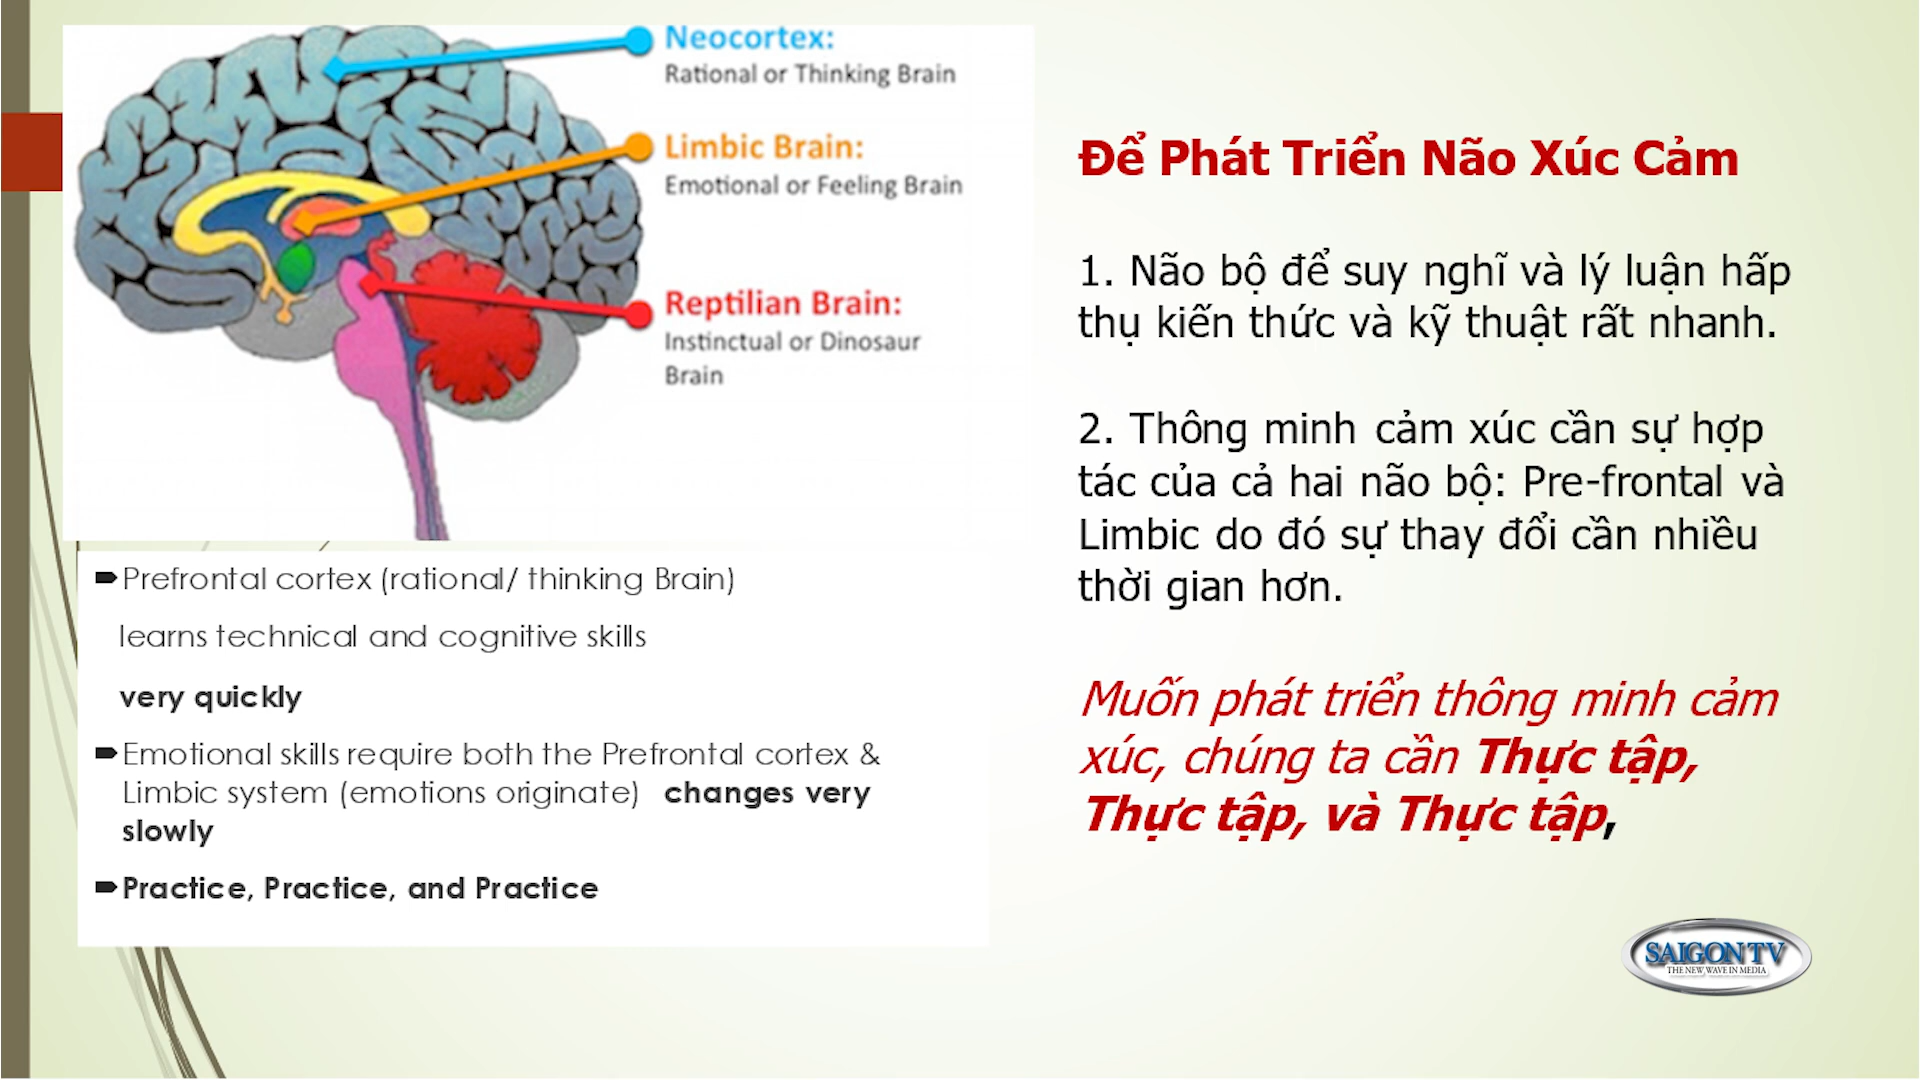 Neocortex:
Rational or Thinking Brain
Limbic Brain:
Emotional or Feeling Brain
Reptilian Brain:
Instinctual or Dinosaur
Brain
Prefrontal cortex (rational/ thinking Brain)
learns technical and cognitive skills
very quickly
Emotional skills require both the Prefrontal cortex &
Limbic system (emotions originate) changes very
slowly
Practice, Practice, and Practice
Để Phát Triển Não Xúc Cảm
1. Não bộ để suy nghĩ và lý luận hấp
thụ kiến thức và kỹ thuật rất nhanh.
2. Thông minh cảm xúc cần sự hợp
tác của cả hai não bộ: Pre-frontal và
Limbic do đó sự thay đổi cần nhiều
thời gian hơn.
Muốn phát triển thông minh cảm
xúc, chúng ta cần Thực tập,
Thực tập, và Thực tập,
SAIGON TV
THE NEW WAVE IN MEDIA